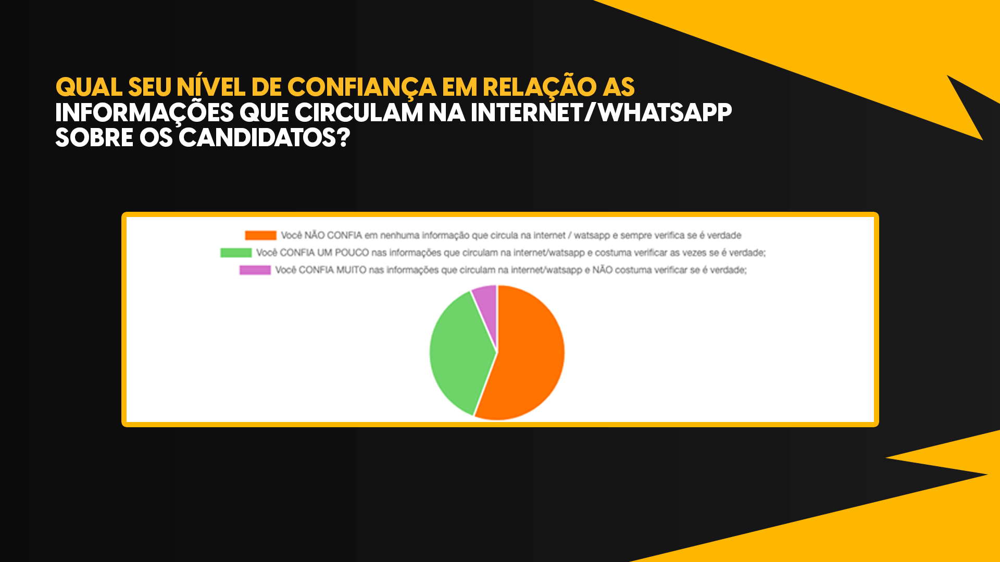 QUAL SEU NÍVEL DE CONFIANÇA EM RELAÇÃO AS
INFORMAÇÕES QUE CIRCULAM NA INTERNET/WHATSAPP
SOBRE OS CANDIDATOS?
Você NÃO CONFIA em nenhuma informação que circula na internet / watsapp e sempre verifica se é verdade
Você CONFIA UM POUCO nas informações que circulam na internet/watsapp e costuma verificar as vezes se é verdade;
Você CONFIA MUITO nas informações que circulam na internet/watsapp e NÃO costuma verificar se é verdade;